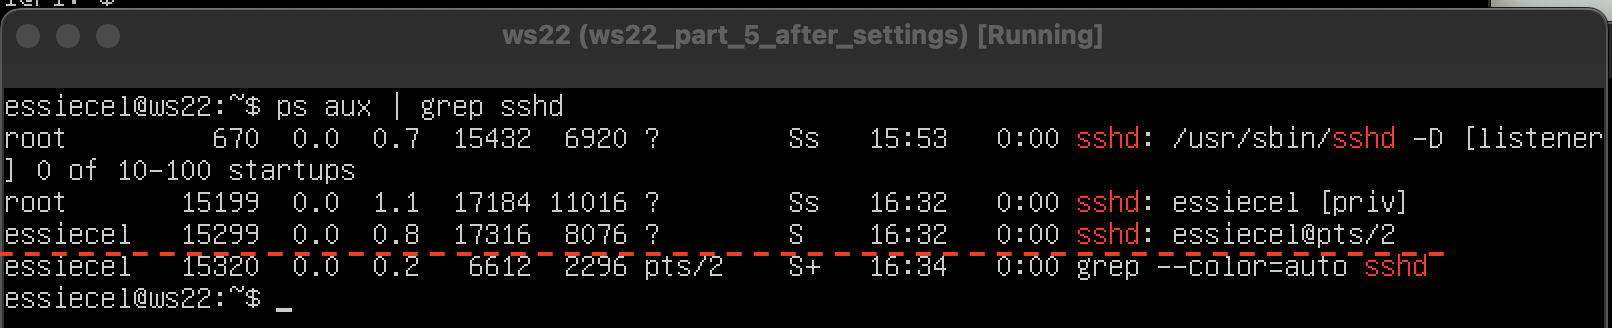 ws22 (ws22_part_5_after_settings) [Running]
essiecel@ws22:~$ ps aux | grep sshd
root         670  0.0  0.7  15432  6920 ?        Ss   15:53   0:00 sshd: /usr/sbin/sshd -D [listener
] 0 of 10-100 startups
root       15199  0.0  1.1  17184 11016 ?        Ss   16:32   0:00 sshd: essiecel [priv]
essiecel   15299  0.0  0.8  17316  8076 ?        S    16:32   0:00 sshd: essiecel@pts/2
essiecel   15320  0.0  0.2   6612  2296 pts/2    S+   16:34   0:00 grep --color=auto sshd
essiecel@ws22:~$ _